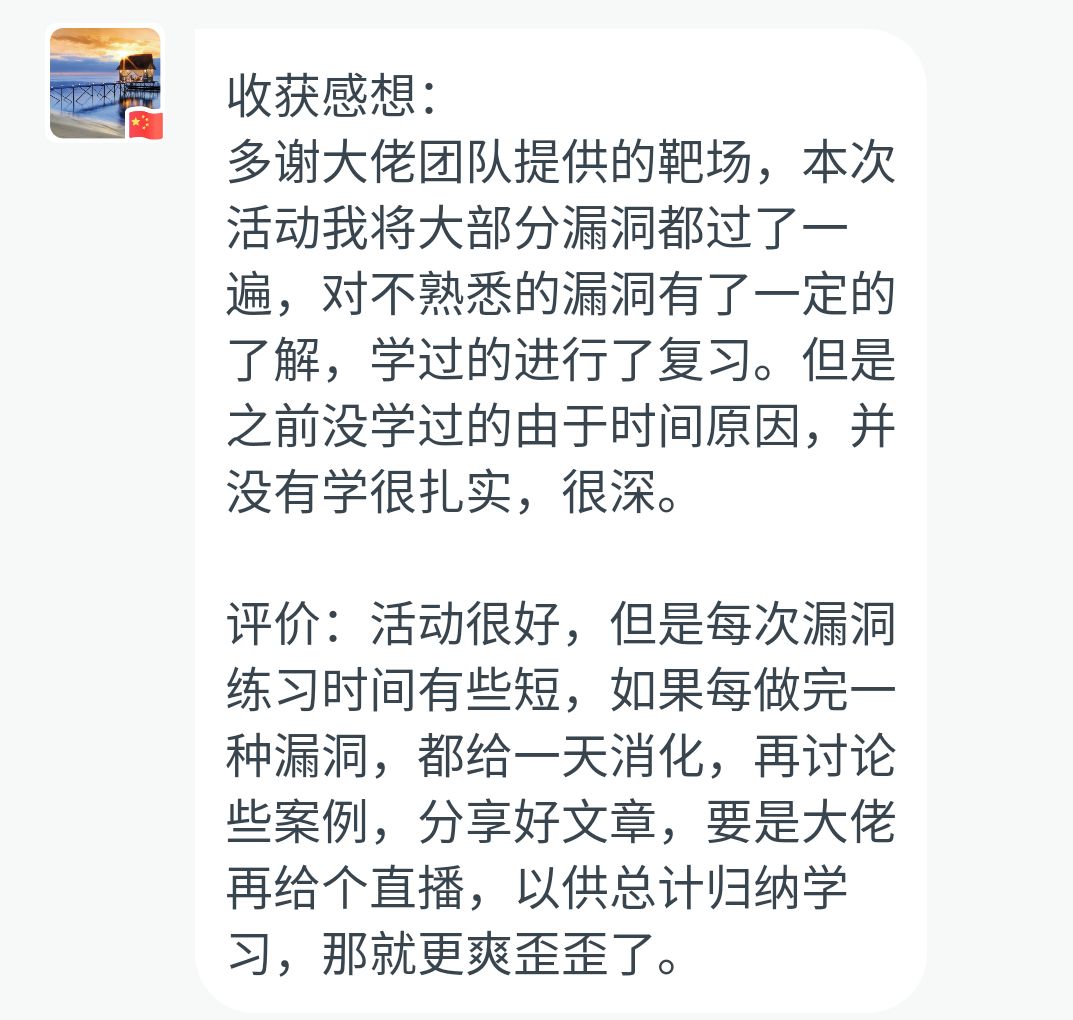 收获感想：
多谢大佬团队提供的靶场，本次
活动我将大部分漏洞都过了一
遍，对不熟悉的漏洞有了一定的
了解，学过的进行了复习。但是
之前没学过的由于时间原因，并
没有学很扎实，很深。
评价：活动很好，但是每次漏洞
练习时间有些短，如果每做完一
种漏洞，都给一天消化，再讨论
些案例，分享好文章，要是大佬
再给个直播，以供总计归纳学
习，那就更爽歪歪了。